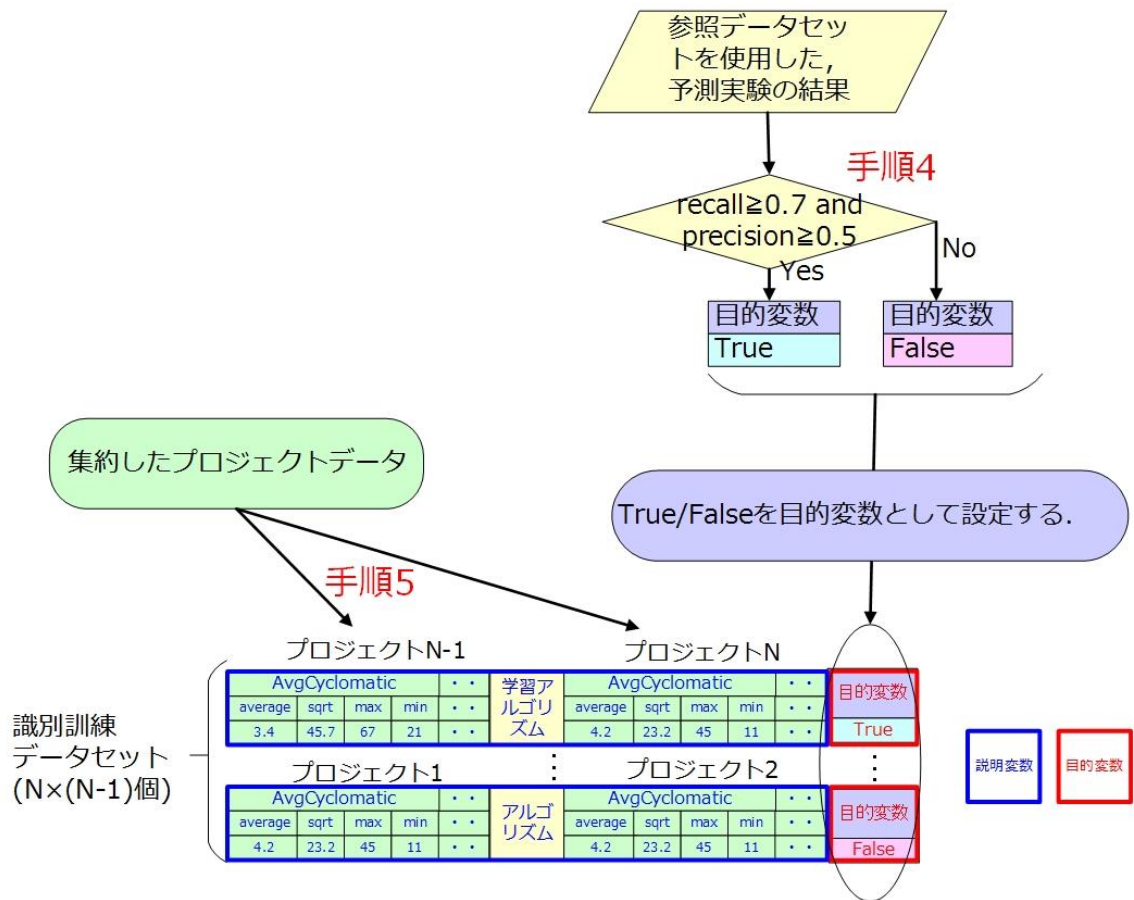 参照データセッ
トを使用した,
予測実験の結果
手順4
recall≧0.7 and
precision≧0.5
Yes
No
目的変数
True
目的変数
False
集約したプロジェクトデータ
True/Falseを目的変数として設定する.
手順5
プロジェクトN-1
プロジェクトN
AvgCyclomatic ・・ 学習アルゴリズム AvgCyclomatic ・・ 目的変数
average sqrt max min ・・ average sqrt max min ・・
3.4 45.7 67 21 ・・ 4.2 23.2 45 11 ・・ True
識別訓練
データセット
(N×(N-1)個)
プロジェクト1
プロジェクト2
AvgCyclomatic ・・ アルゴリズム AvgCyclomatic ・・ 目的変数
average sqrt max min ・・ average sqrt max min ・・
4.2 23.2 45 11 ・・ 4.2 23.2 45 11 ・・ False
説明変数
目的変数